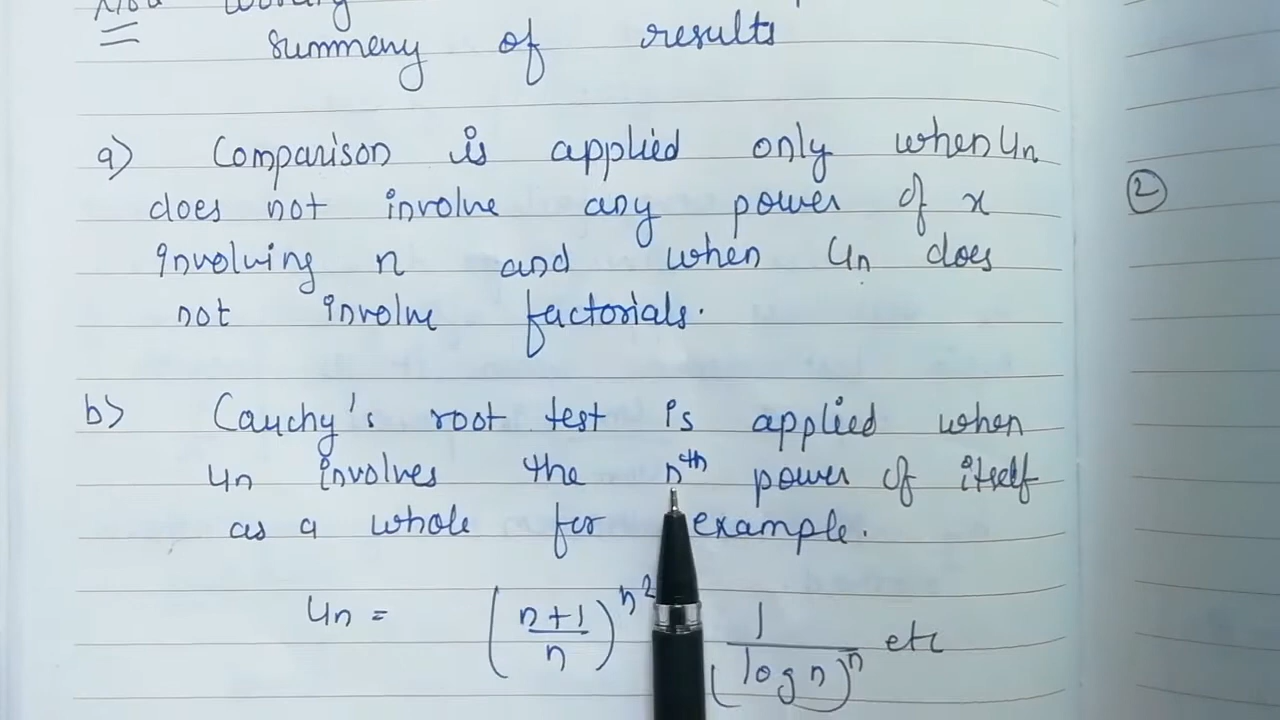 summery of results
a) Comparison is applied only when Un
does not involve any power of x
involving n and when Un does
not involve factorials.
②
b) Cauchy's root test is applied when
Un involves the nth power of itself
as a whole for example.
Un = ((n+1)/n)^n² 1/(log n)^n etc